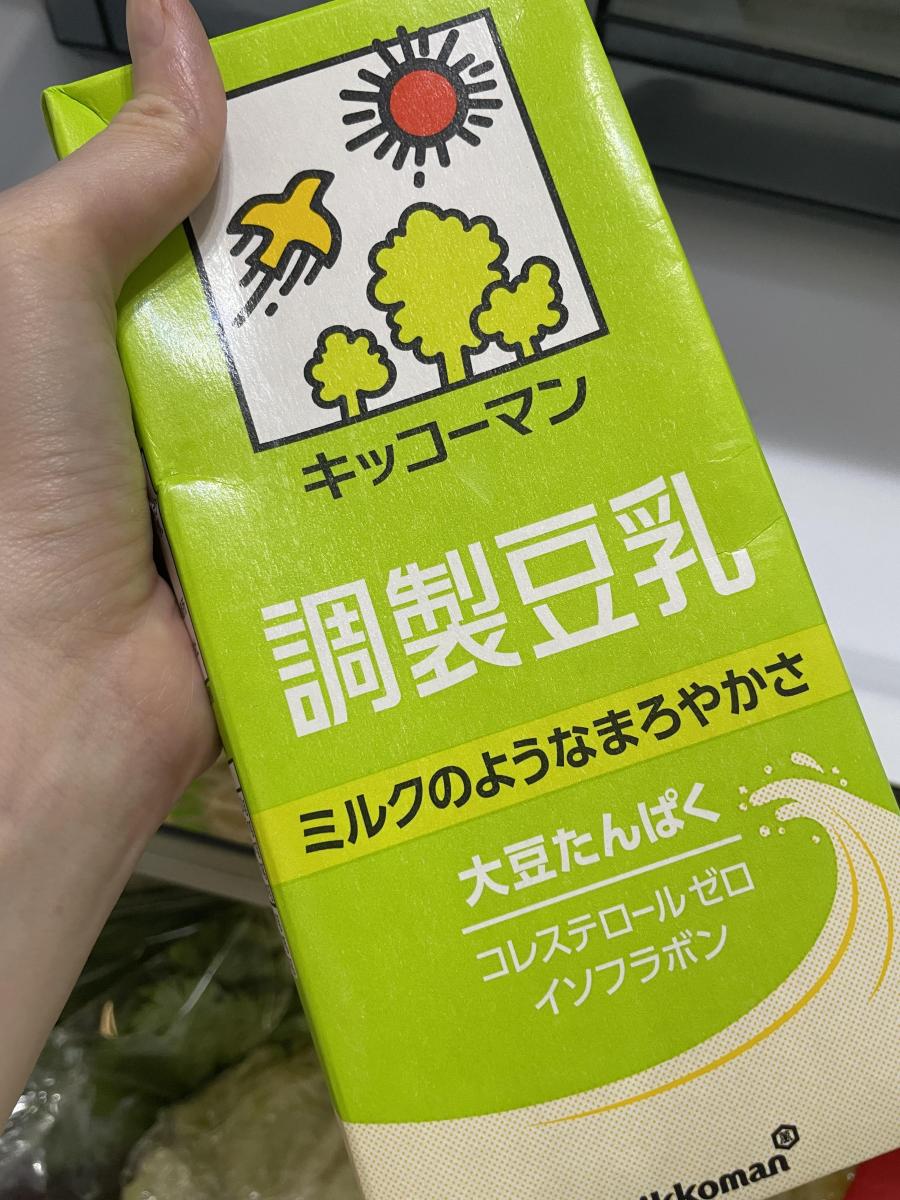 キッコーマン
調製豆乳
ミルクのようなまろやかさ
大豆たんぱく
コレステロールゼロ
イソフラボン
kkoman